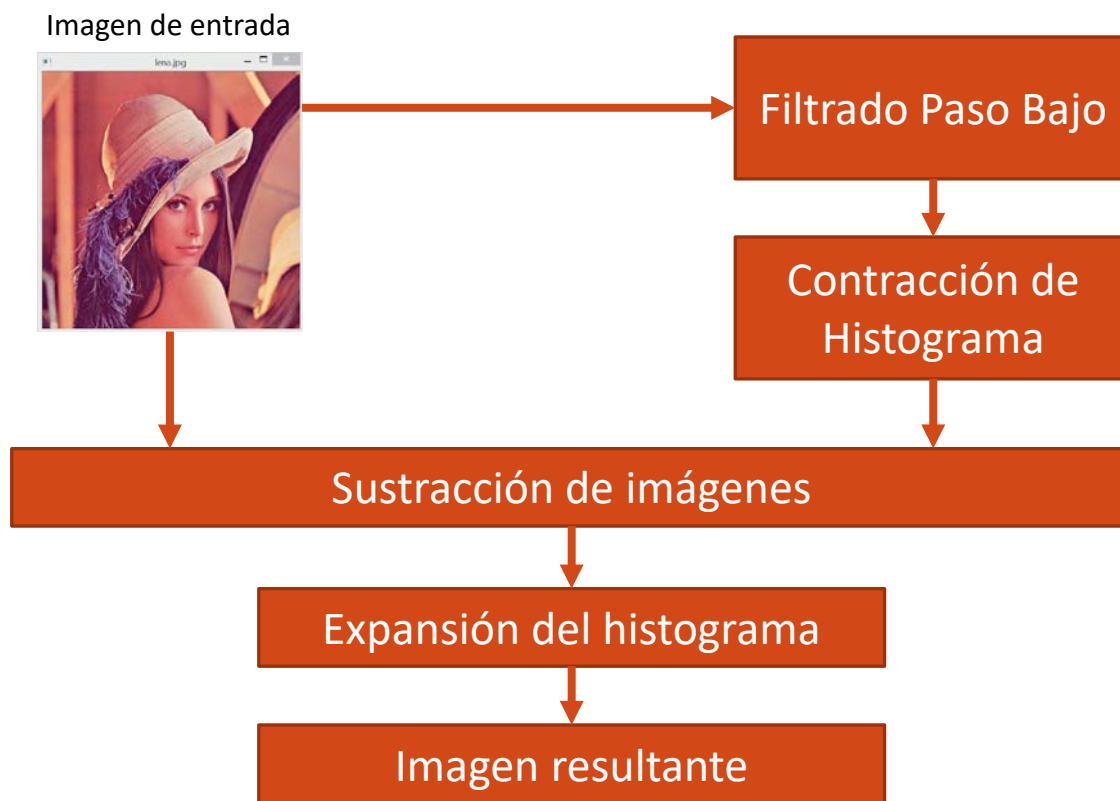 Imagen de entrada
lena.jpg
Filtrado Paso Bajo
Contracción de
Histograma
Sustracción de imágenes
Expansión del histograma
Imagen resultante